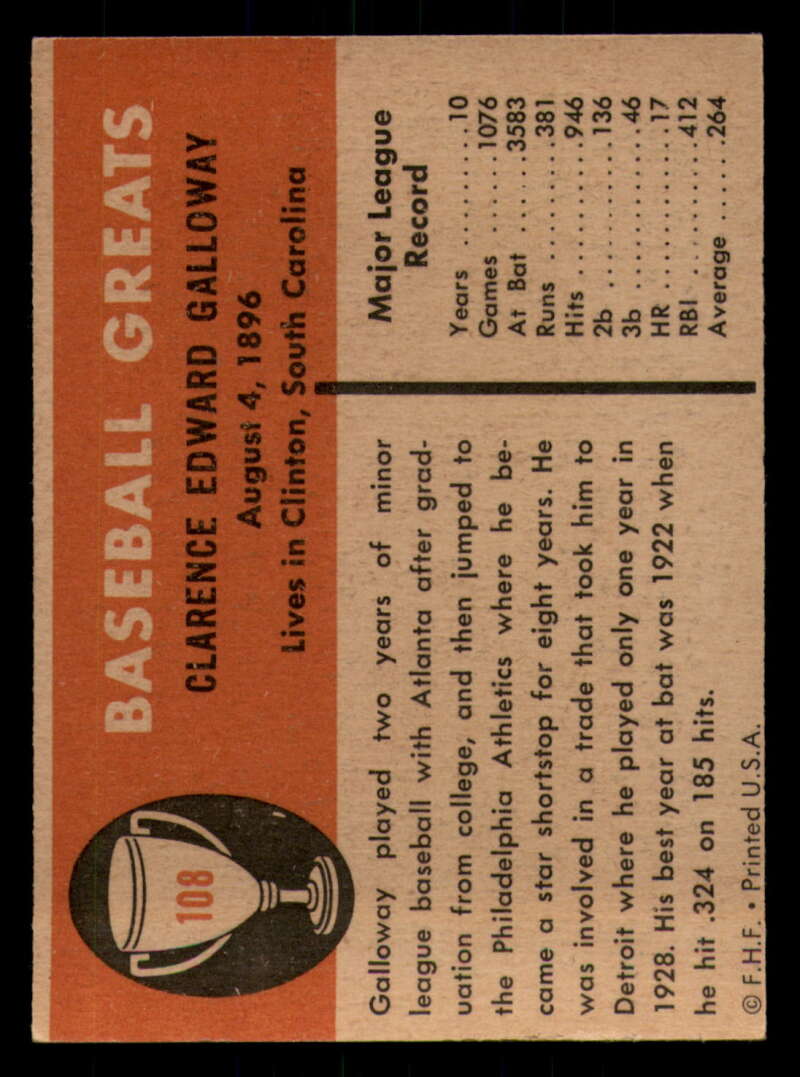 108
BASEBALL GREATS
CLARENCE EDWARD GALLOWAY
August 4, 1896
Lives in Clinton, South Carolina
Galloway played two years of minor
league baseball with Atlanta after grad-
uation from college, and then jumped to
the Philadelphia Athletics where he be-
came a star shortstop for eight years. He
was involved in a trade that took him to
Detroit where he played only one year in
1928. His best year at bat was 1922 when
he hit .324 on 185 hits.
© F.H.F. • Printed U.S.A.
Major League
Record
Years .........10
Games ......1076
At Bat ......3583
Runs ........381
Hits .........946
2b ..........136
3b ...........46
HR ...........17
RBI .........412
Average ......264